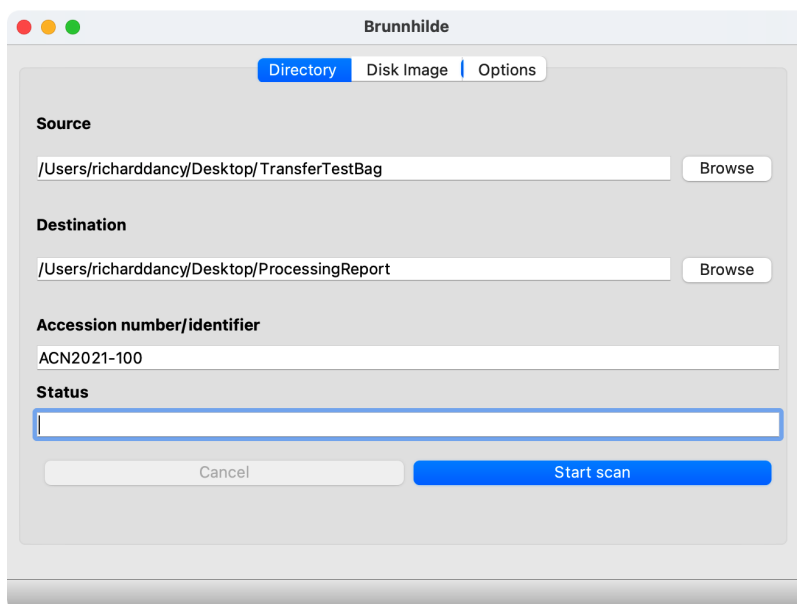 Brunnhilde
Directory Disk Image Options
Source
/Users/richarddancy/Desktop/TransferTestBag Browse
Destination
/Users/richarddancy/Desktop/ProcessingReport Browse
Accession number/identifier
ACN2021-100
Status
Cancel Start scan